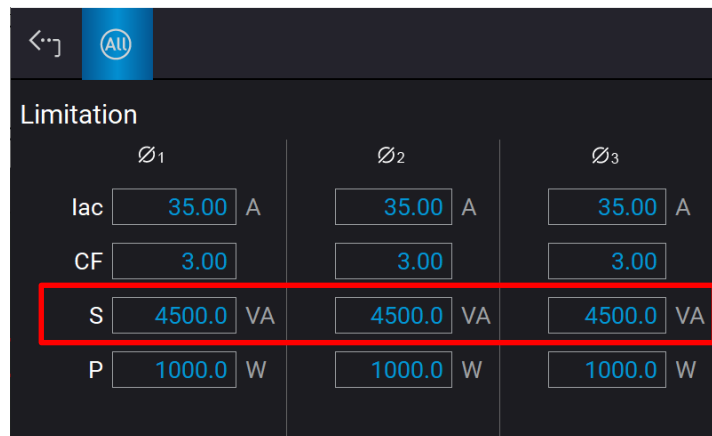 All
Limitation
Ø1 Ø2 Ø3
Iac 35.00 A 35.00 A 35.00 A
CF 3.00 3.00 3.00
S 4500.0 VA 4500.0 VA 4500.0 VA
P 1000.0 W 1000.0 W 1000.0 W